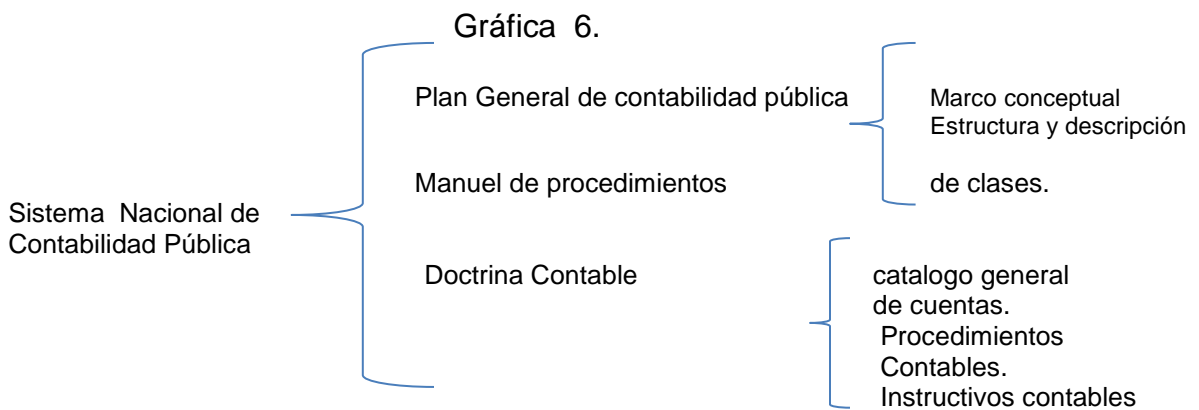 Gráfica 6.
Plan General de contabilidad pública
Marco conceptual
Estructura y descripción
de clases.
Manuel de procedimientos
Sistema Nacional de
Contabilidad Pública
Doctrina Contable
catalogo general
de cuentas.
Procedimientos
Contables.
Instructivos contables